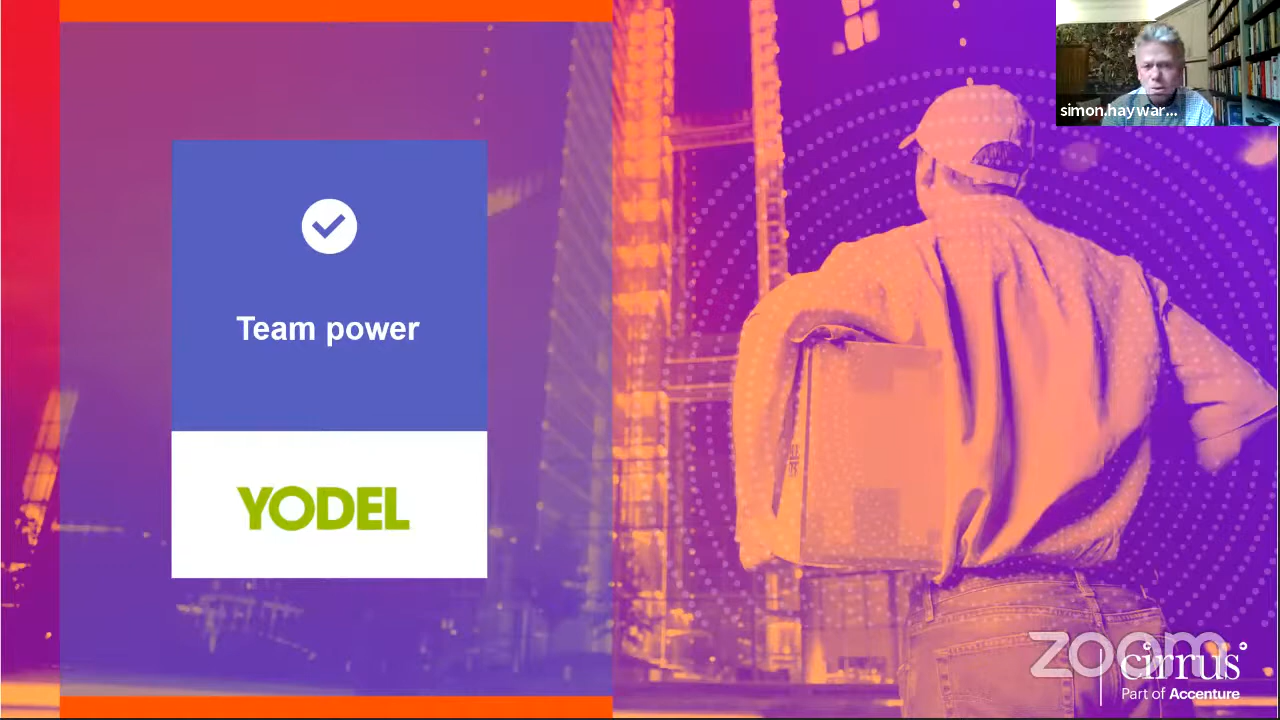 simon.haywar...
Team power
YODEL
zoom
cirrus
Part of Accenture